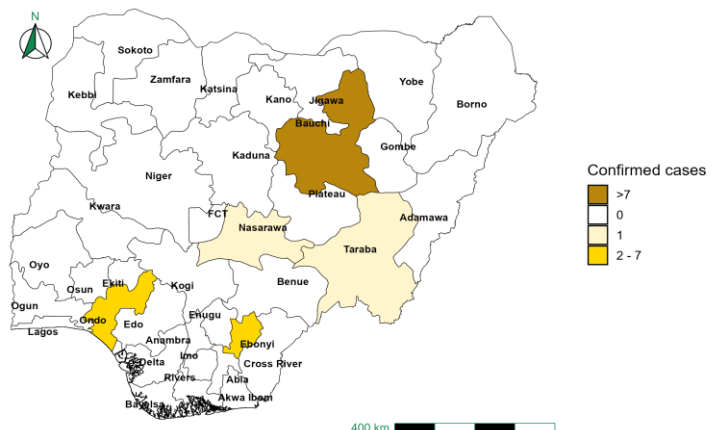 N
Sokoto
Zamfara
Katsina
Kebbi
Kano
Jigawa
Yobe
Borno
Bauchi
Gombe
Kaduna
Niger
Plateau
Kwara
FCT
Nasarawa
Adamawa
Taraba
Oyo
Osun
Ekiti
Kogi
Benue
Ogun
Ondo
Edo
Enugu
Lagos
Anambra
Ebonyi
Delta
Imo
Cross River
Rivers
Abia
Bayelsa
Akwa Ibom
Confirmed cases
>7
0
1
2 - 7
400 km